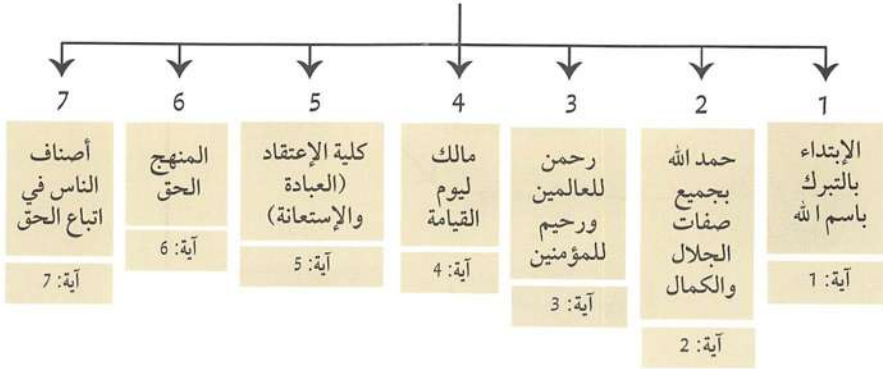 1
الإبتداء
بالتبرك
باسم الله
آية: 1
2
حمد الله
بجميع
صفات
الجلال
والكمال
آية: 2
3
رحمن
للعالمين
ورحيم
للمؤمنين
آية: 3
4
مالك
ليوم
القيامة
آية: 4
5
كلية الإعتقاد
(العبادة
والإستعانة)
آية: 5
6
المنهج
الحق
آية: 6
7
أصناف
الناس في
اتباع الحق
آية: 7